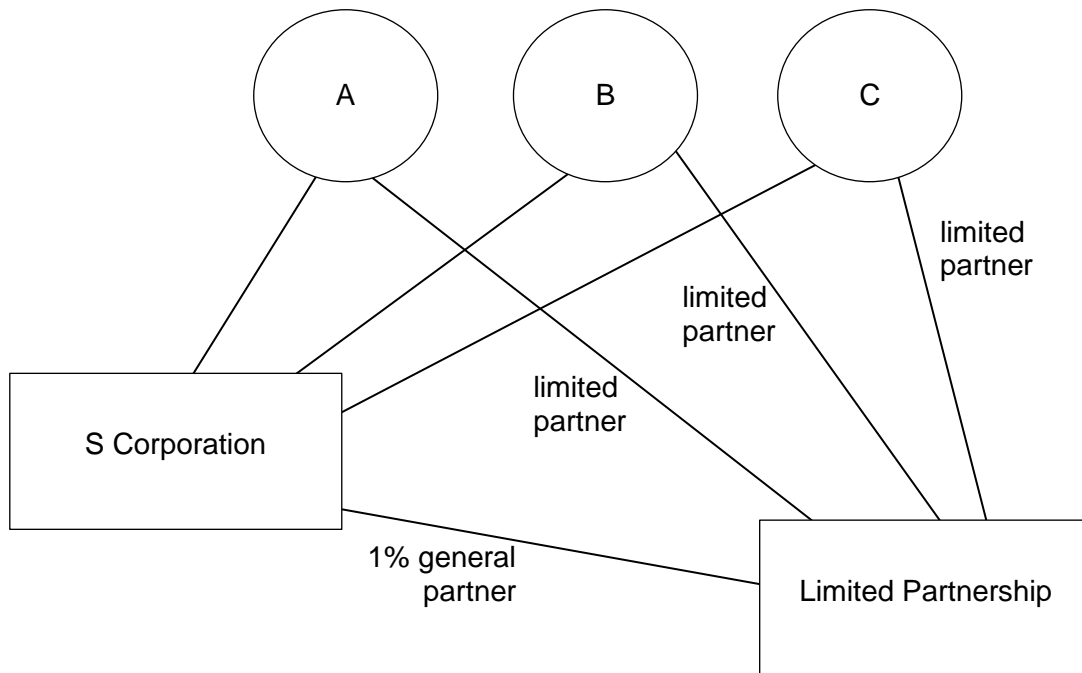 A
B
C
limited
partner
limited
partner
limited
partner
S Corporation
1% general
partner
Limited Partnership